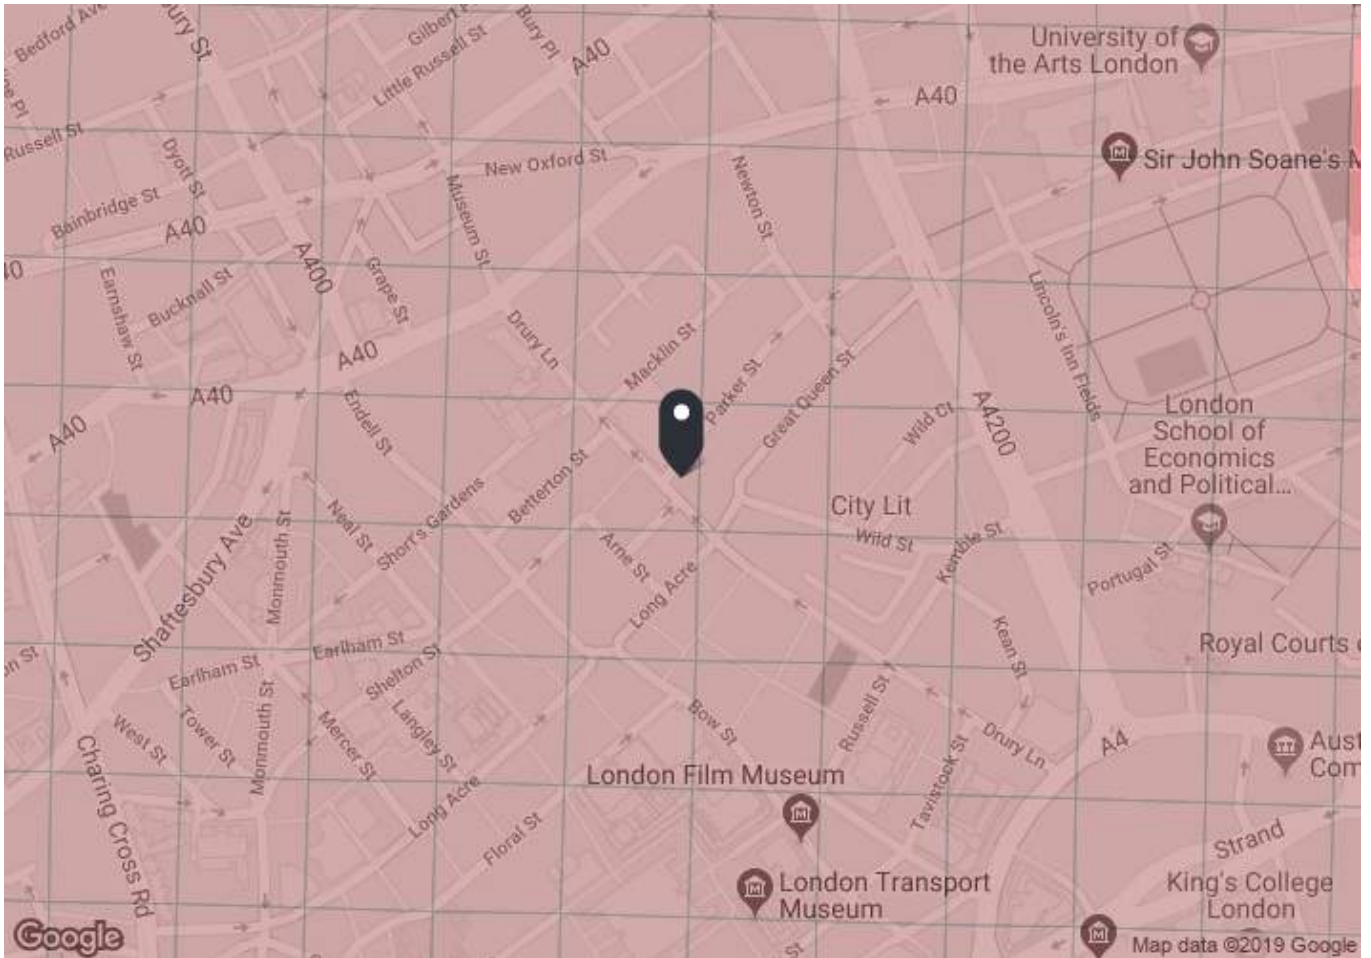 Bedford Ave
Gilbert
Bury Pl
A40
University of
the Arts London
Little Russell St
A40
Russell St
Dyott St
New Oxford St
Newton St
Sir John Soane's M
Bainbridge St
A40
Museum St
A400
Grape St
Bucknall St
Earnshaw St
Lincoln's Inn Fields
Drury Ln
Macklin St
A40
Parker St
Great Queen St
A40
A40
Endell St
Wild Ct
A4200
London
School of
Economics
and Political...
Betterton St
Short's Gardens
Neal St
City Lit
Wild St
Kemble St
Arne St
Long Acre
Monmouth St
Shaftesbury Ave
Portugal St
Kean St
Royal Courts
Earlham St
Earlham St
Shelton St
Monmouth St
Mercer St
Langley St
Bow St
Russell St
Drury Ln
A4
West St
Tower St
Charing Cross Rd
London Film Museum
Tavistock St
Long Acre
Floral St
Strand
London Transport
Museum
King's College
London
Google
Map data ©2019 Google